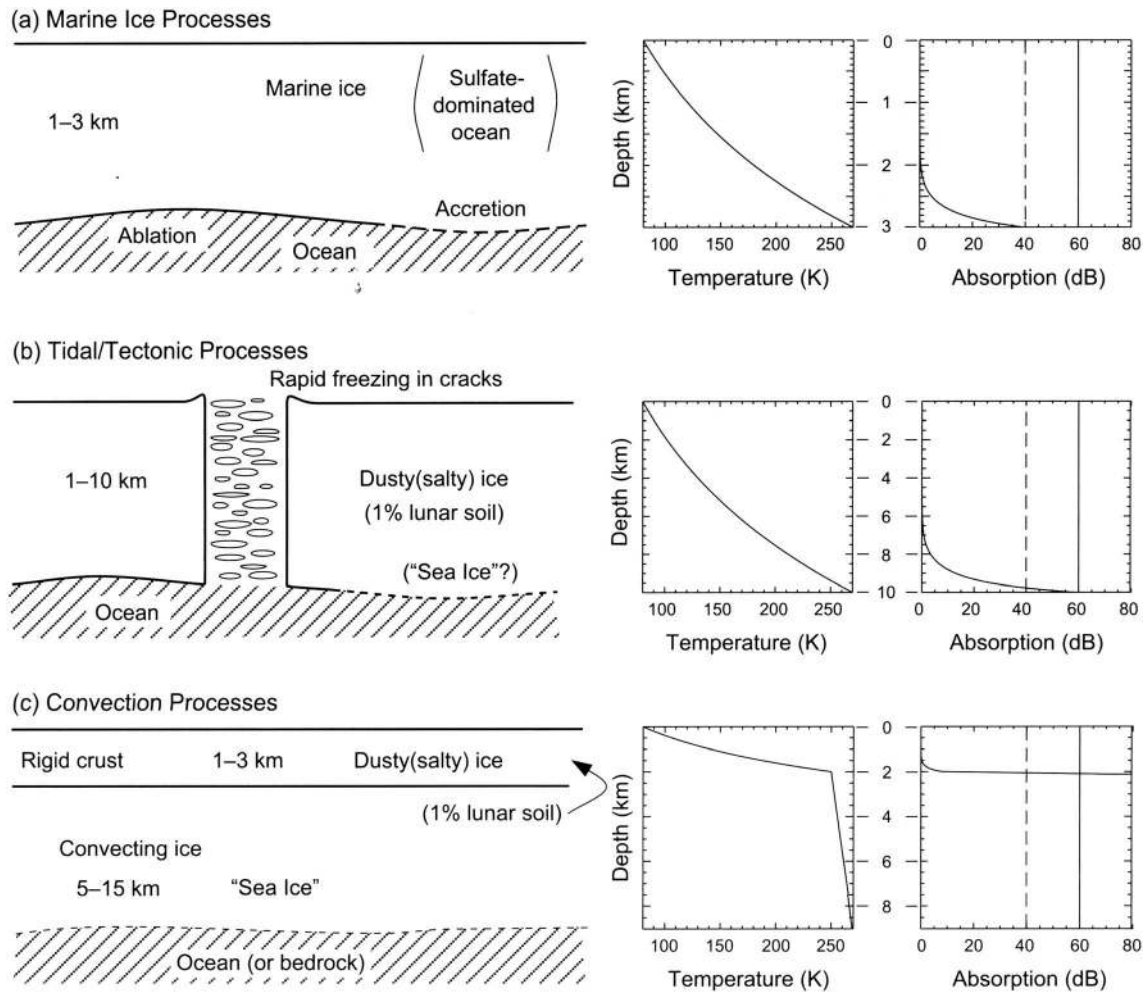 (a) Marine Ice Processes
Marine ice
Sulfate-
dominated
ocean
1–3 km
Accretion
Ablation
Ocean
Depth (km)
100 150 200 250
Temperature (K)
0
1
2
3
0 20 40 60 80
Absorption (dB)
(b) Tidal/Tectonic Processes
Rapid freezing in cracks
1–10 km
Dusty(salty) ice
(1% lunar soil)
(“Sea Ice”?)
Ocean
Depth (km)
100 150 200 250
Temperature (K)
0
2
4
6
8
10
0 20 40 60 80
Absorption (dB)
(c) Convection Processes
Rigid crust 1–3 km Dusty(salty) ice
(1% lunar soil)
Convecting ice
5–15 km “Sea Ice”
Ocean (or bedrock)
Depth (km)
100 150 200 250
Temperature (K)
0
2
4
6
8
0 20 40 60 80
Absorption (dB)